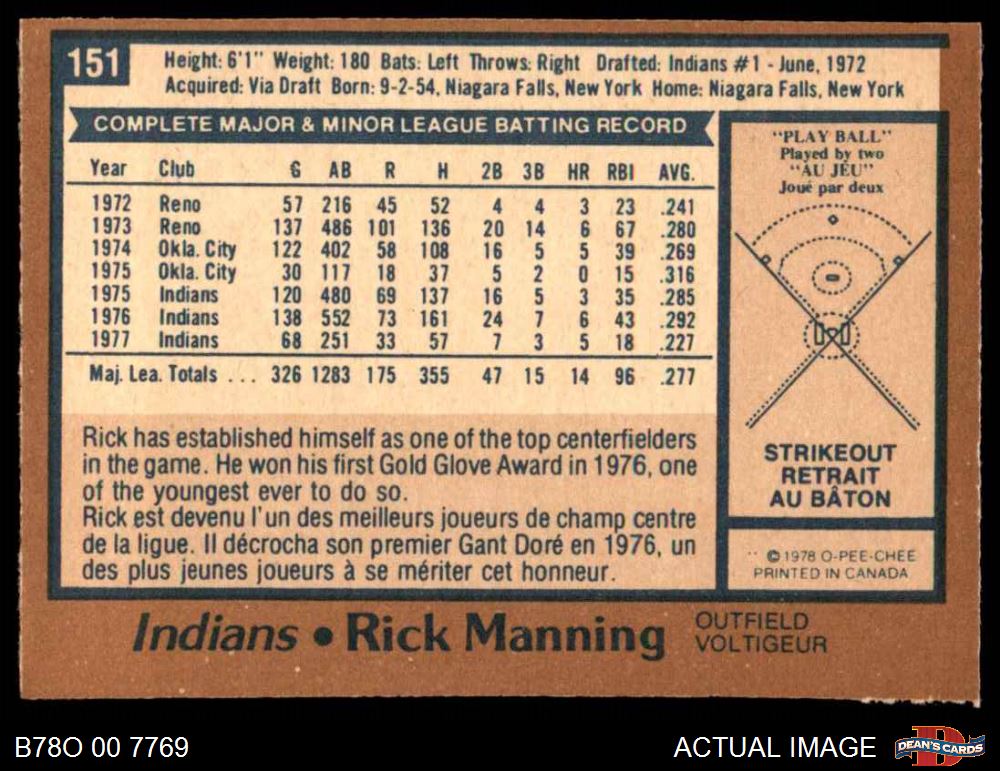 151
Height: 6'1" Weight: 180 Bats: Left Throws: Right Drafted: Indians #1 - June, 1972
Acquired: Via Draft Born: 9-2-54, Niagara Falls, New York Home: Niagara Falls, New York
COMPLETE MAJOR & MINOR LEAGUE BATTING RECORD
Year Club G AB R H 2B 3B HR RBI AVG.
1972 Reno 57 216 45 52 4 4 3 23 .241
1973 Reno 137 486 101 136 20 14 6 67 .280
1974 Okla. City 122 402 58 108 16 5 5 39 .269
1975 Okla. City 30 117 18 37 5 2 0 15 .316
1975 Indians 120 480 69 137 16 5 3 35 .285
1976 Indians 138 552 73 161 24 7 6 43 .292
1977 Indians 68 251 33 57 7 3 5 18 .227
Maj. Lea. Totals ... 326 1283 175 355 47 15 14 96 .277
Rick has established himself as one of the top centerfielders
in the game. He won his first Gold Glove Award in 1976, one
of the youngest ever to do so.
Rick est devenu l'un des meilleurs joueurs de champ centre
de la ligue. Il décrocha son premier Gant Doré en 1976, un
des plus jeunes joueurs à se mériter cet honneur.
"PLAY BALL"
Played by two
"AU JEU"
Joué par deux
STRIKEOUT
RETRAIT
AU BÂTON
© 1978 O-PEE-CHEE
PRINTED IN CANADA
Indians • Rick Manning
OUTFIELD
VOLTIGEUR
B78O 00 7769
ACTUAL IMAGE
D
DEAN'S CARDS